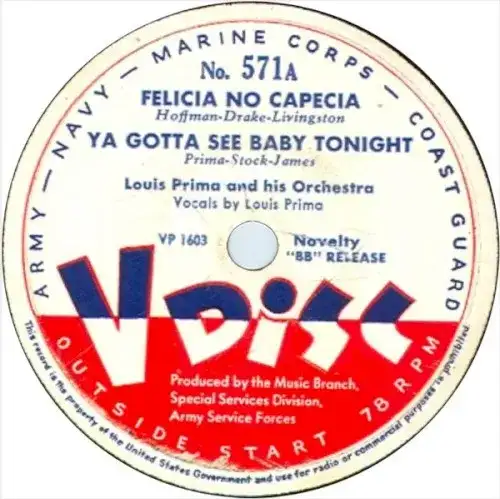 ARMY — NAVY — MARINE CORPS — COAST GUARD
No. 571A
FELICIA NO CAPECIA
Hoffman-Drake-Livingston
YA GOTTA SEE BABY TONIGHT
Prima-Stock-James
Louis Prima and his Orchestra
Vocals by Louis Prima
VP 1603
Novelty
"BB" RELEASE
V DISC
Produced by the Music Branch,
Special Services Division,
Army Service Forces
OUTSIDE START 78 RPM
This record is the property of the United States Government and use for radio or commercial purposes is prohibited.